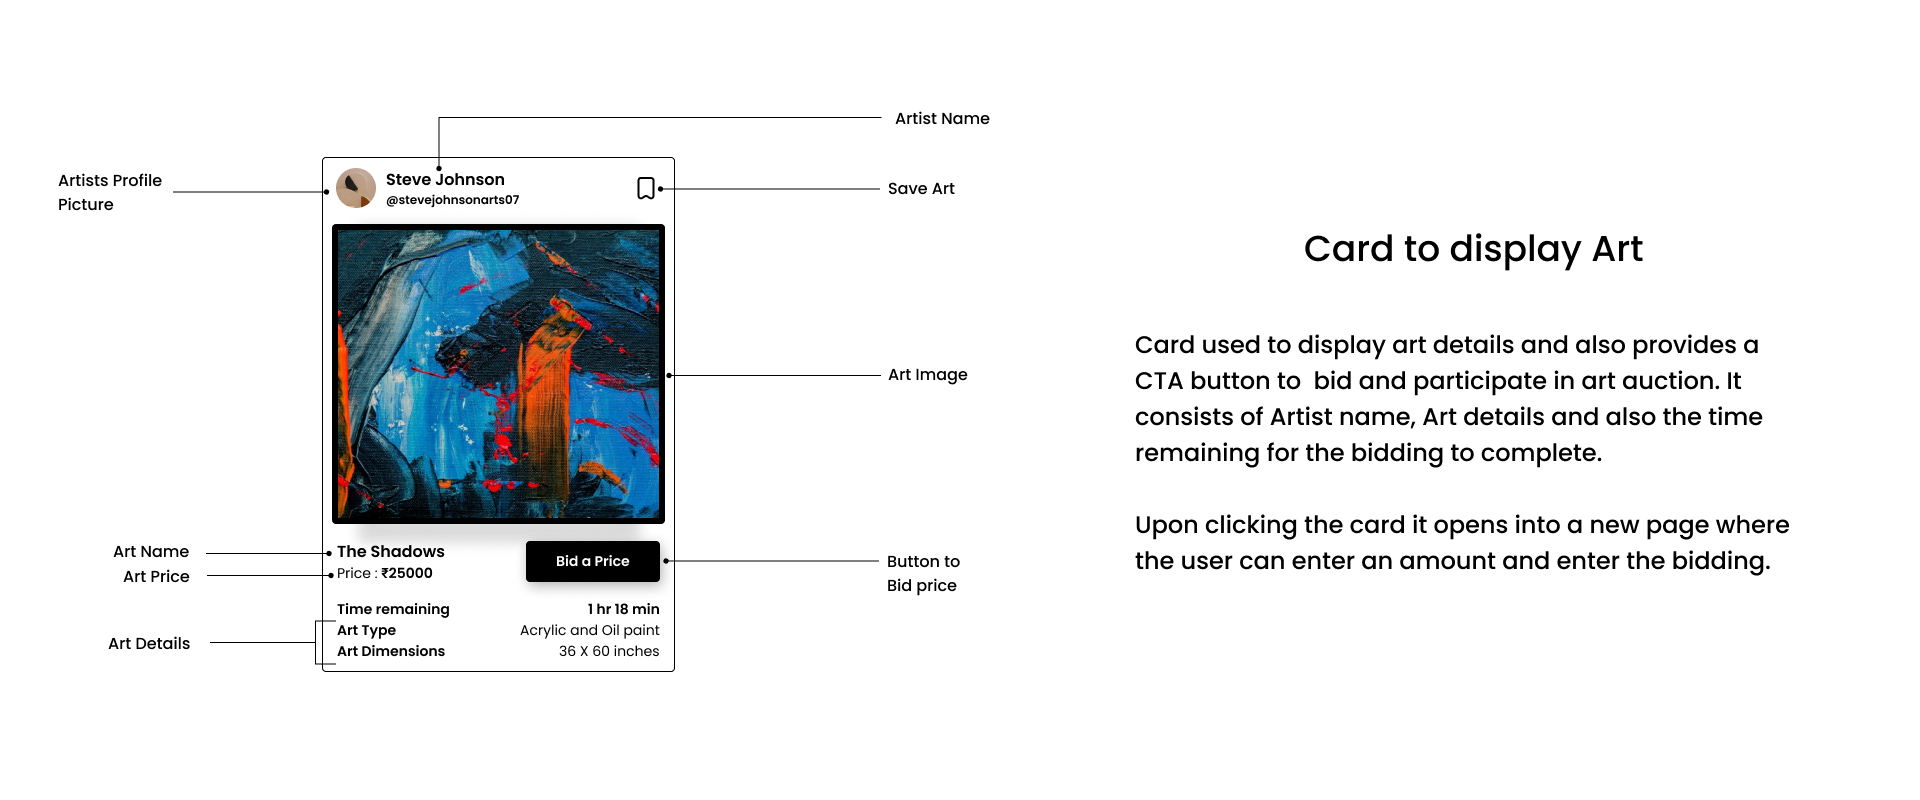 Artist Name
Artists Profile
Picture
Steve Johnson
@stevejohnsonarts07
Save Art
Art Image
Art Name
Art Price
The Shadows
Price : ₹25000
Bid a Price
Button to
Bid price
Time remaining 1 hr 18 min
Art Type Acrylic and Oil paint
Art Dimensions 36 X 60 inches
Art Details
Card to display Art
Card used to display art details and also provides a
CTA button to  bid and participate in art auction. It
consists of Artist name, Art details and also the time
remaining for the bidding to complete.
Upon clicking the card it opens into a new page where
the user can enter an amount and enter the bidding.